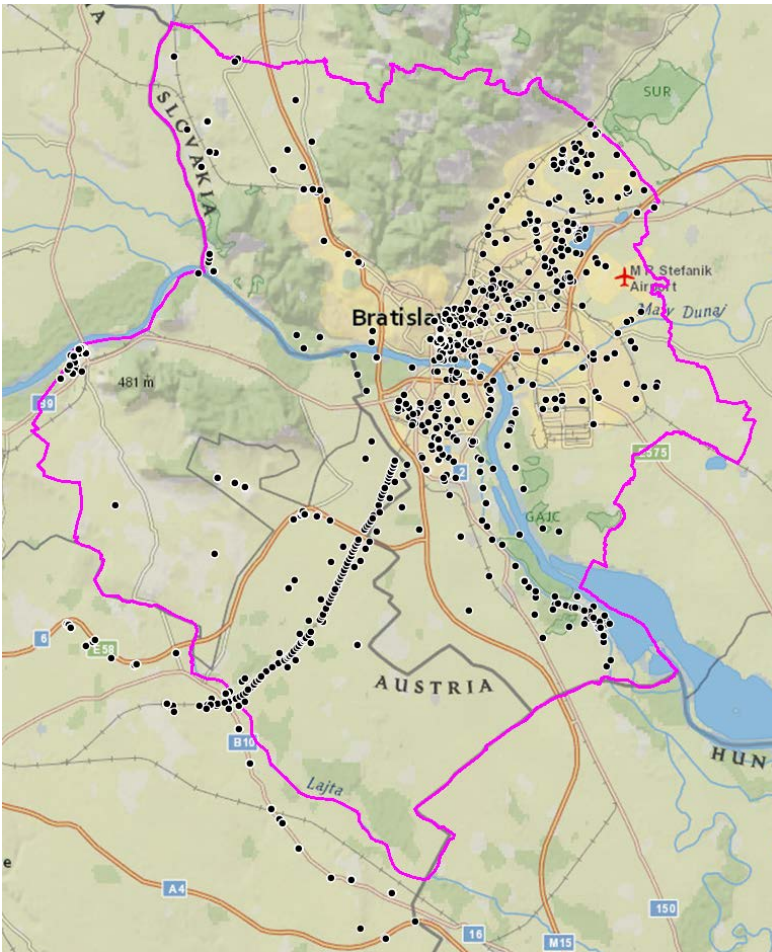 A
SUR
SLOVAKIA
M R Stefanik
Airport
Bratisla
Maly Dunaj
481 m
B9
E575
2
GAJC
6
E58
AUSTRIA
B10
HUN
Lajta
e
A4
150
16
M15